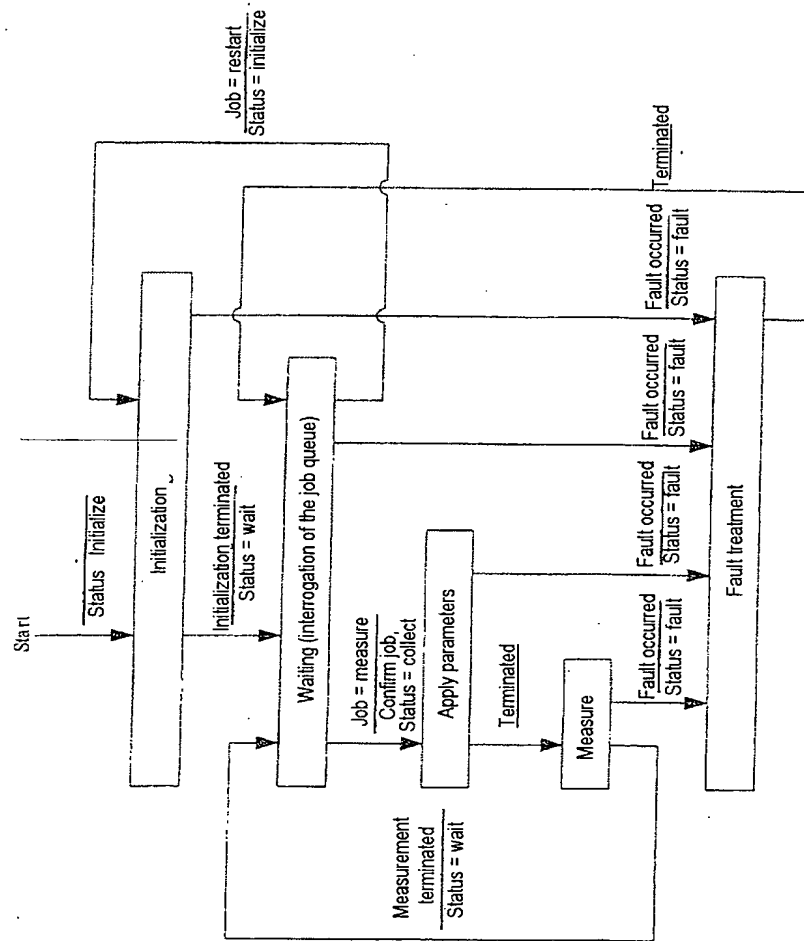 Start
Status Initialize
Initialization
Job = restart
Status = initialize
Initialization terminated
Status = wait
Waiting (interrogation of the job queue)
Job = measure
Confirm job,
Status = collect
Apply parameters
Terminated
Measure
Measurement
terminated
Status = wait
Fault occurred
Status = fault
Fault occurred
Status = fault
Fault occurred
Status = fault
Fault occurred
Status = fault
Terminated
Fault treatment